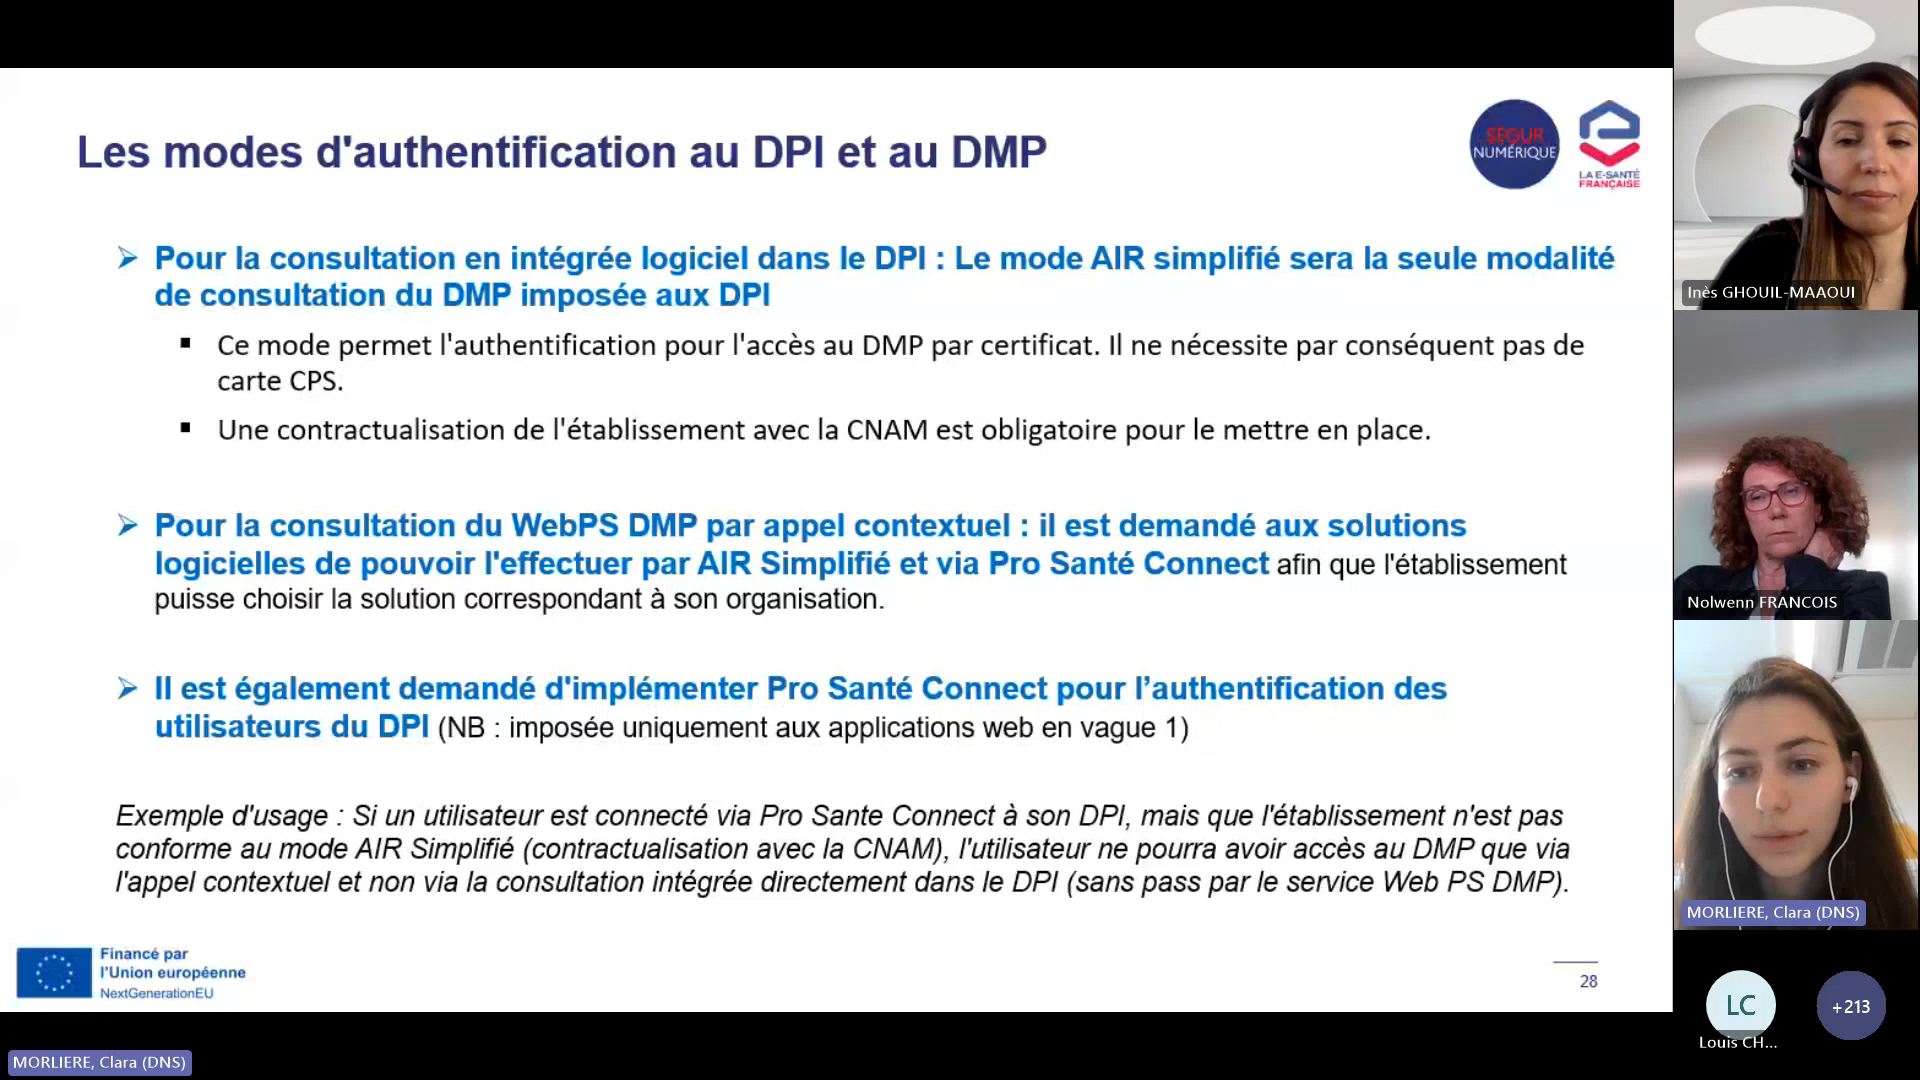 Les modes d'authentification au DPI et au DMP
SÉGUR
NUMÉRIQUE
LA E-SANTÉ
FRANÇAISE
Pour la consultation en intégrée logiciel dans le DPI : Le mode AIR simplifié sera la seule modalité
de consultation du DMP imposée aux DPI
Ce mode permet l'authentification pour l'accès au DMP par certificat. Il ne nécessite par conséquent pas de
carte CPS.
Une contractualisation de l'établissement avec la CNAM est obligatoire pour le mettre en place.
Pour la consultation du WebPS DMP par appel contextuel : il est demandé aux solutions
logicielles de pouvoir l'effectuer par AIR Simplifié et via Pro Santé Connect afin que l'établissement
puisse choisir la solution correspondant à son organisation.
Il est également demandé d'implémenter Pro Santé Connect pour l’authentification des
utilisateurs du DPI (NB : imposée uniquement aux applications web en vague 1)
Exemple d'usage : Si un utilisateur est connecté via Pro Sante Connect à son DPI, mais que l'établissement n'est pas
conforme au mode AIR Simplifié (contractualisation avec la CNAM), l'utilisateur ne pourra avoir accès au DMP que via
l'appel contextuel et non via la consultation intégrée directement dans le DPI (sans pass par le service Web PS DMP).
Financé par
l’Union européenne
NextGenerationEU
28
Inès GHOUIL-MAAOUI
Nolwenn FRANCOIS
MORLIERE, Clara (DNS)
LC
+213
Louis CH...
MORLIERE, Clara (DNS)